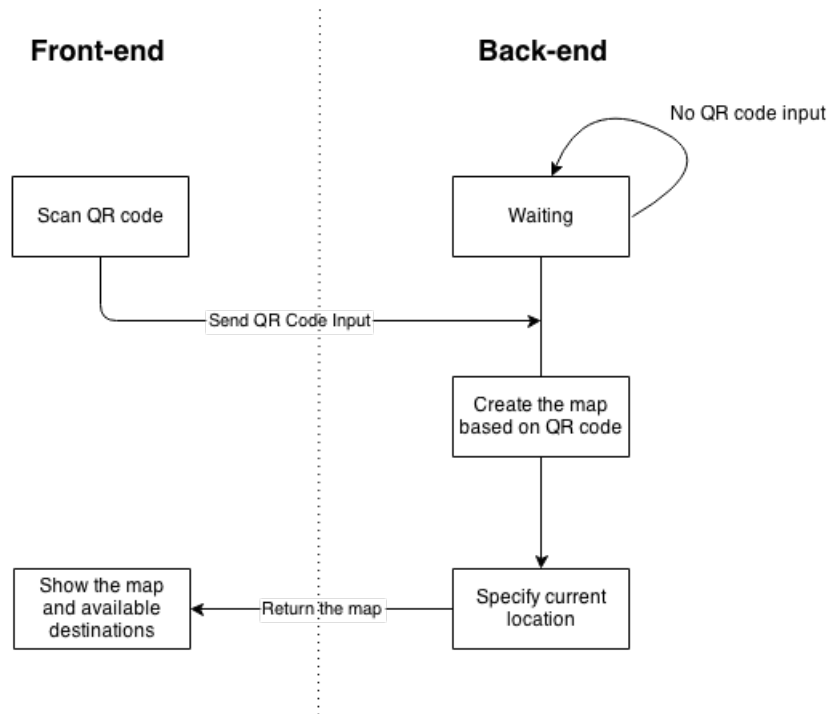 Front-end
Back-end
No QR code input
Scan QR code
Waiting
Send QR Code Input
Create the map
based on QR code
Show the map
and available
destinations
Return the map
Specify current
location